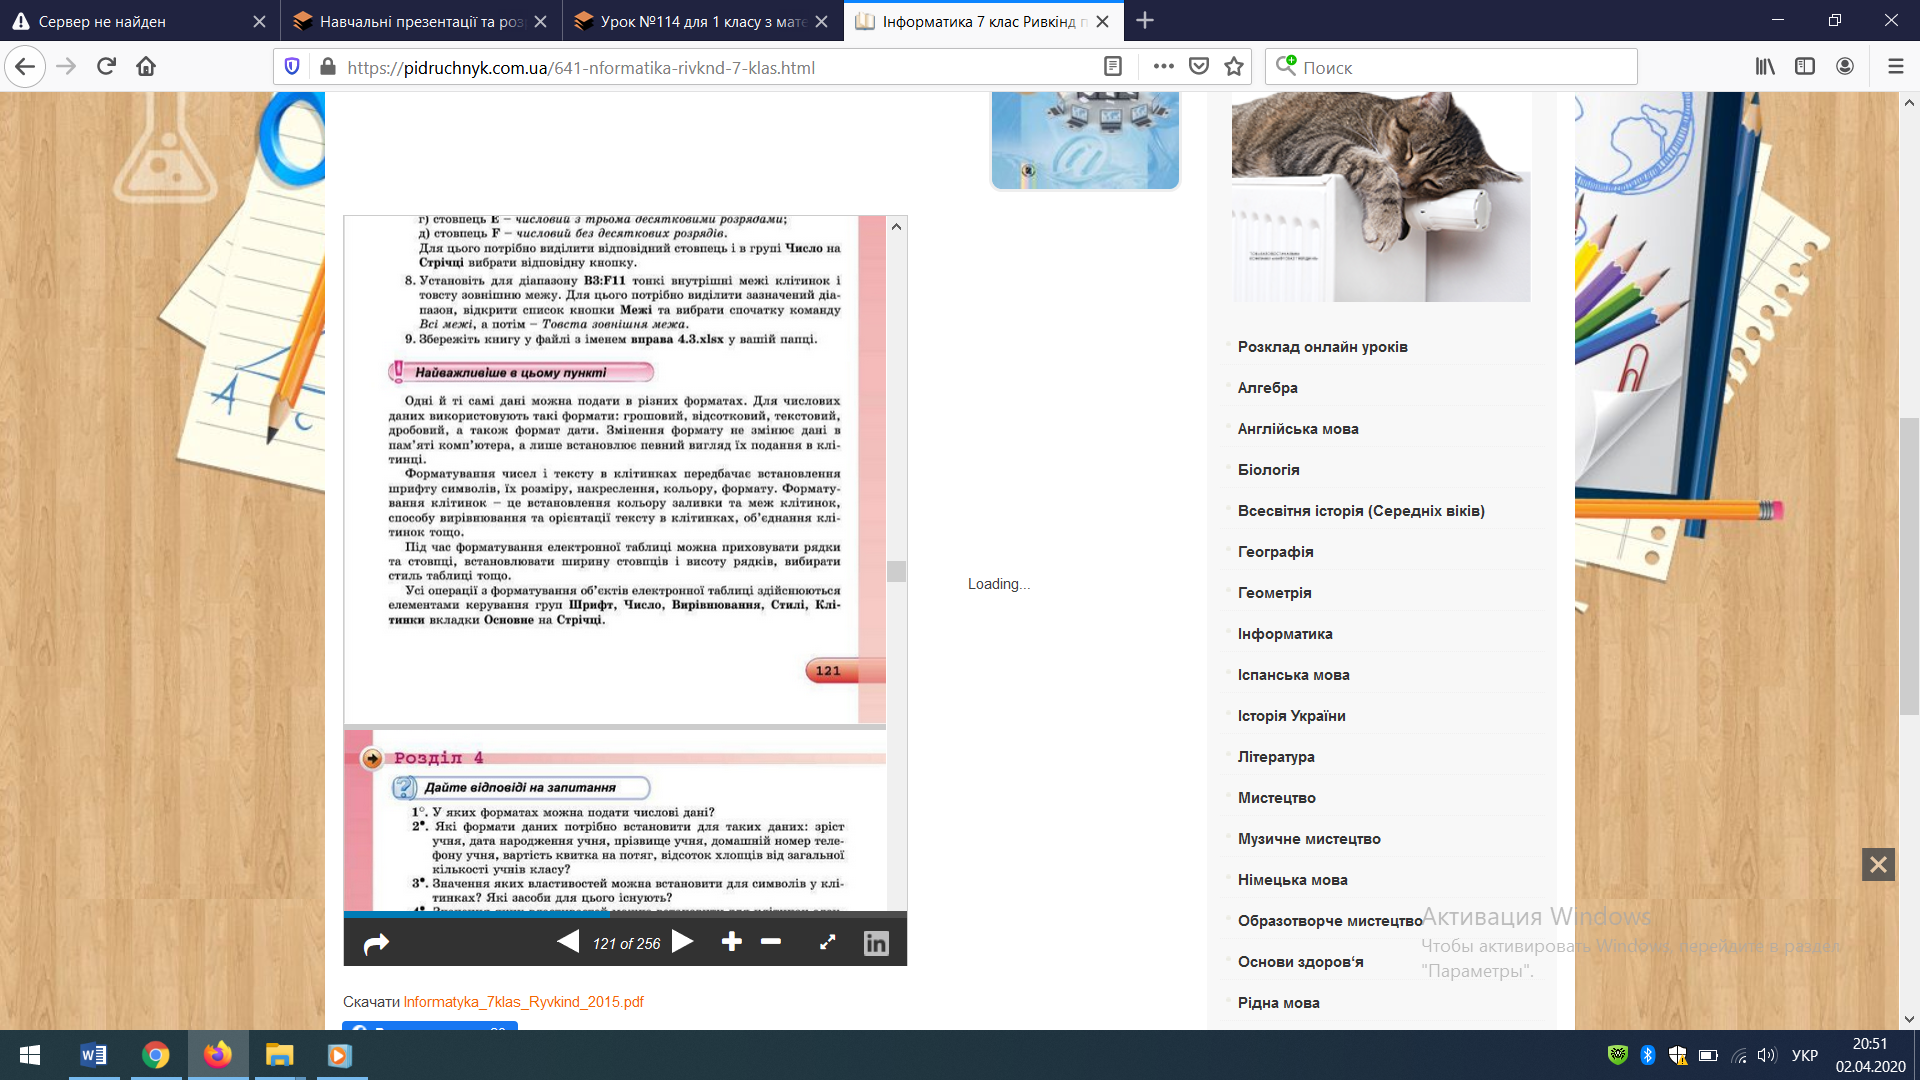 Сервер не найден
Навчальні презентації та роз
Урок №114 для 1 класу з мате
Інформатика 7 клас Ривкінд п
https://pidruchnyk.com.ua/641-nformatika-rivknd-7-klas.html
Поиск
г) стовпець E – числовий з трьома десятковими розрядами;
д) стовпець F – числовий без десяткових розрядів.
Для цього потрібно виділити відповідний стовпець і в групі Число на
Стрічці вибрати відповідну кнопку.
8. Установіть для діапазону B3:F11 тонкі внутрішні межі клітинок і
товсту зовнішню межу. Для цього потрібно виділити зазначений діа-
пазон, відкрити список кнопки Межі та вибрати спочатку команду
Всі межі, а потім – Товста зовнішня межа.
9. Збережіть книгу у файлі з іменем вправа 4.3.xlsx у вашій папці.
Найважливіше в цьому пункті
Одні й ті самі дані можна подати в різних форматах. Для числових
даних використовують такі формати: грошовий, відсотковий, текстовий,
дробовий, а також формат дати. Змінення формату не змінює дані в
пам'яті комп'ютера, а лише встановлює певний вигляд їх подання в клі-
тинці.
Форматування чисел і тексту в клітинках передбачає встановлення
шрифту символів, їх розміру, накреслення, кольору, формату. Формату-
вання клітинок – це встановлення кольору заливки та меж клітинок,
способу вирівнювання та орієнтації тексту в клітинках, об'єднання клі-
тинок тощо.
Під час форматування електронної таблиці можна приховувати рядки
та стовпці, встановлювати ширину стовпців і висоту рядків, вибирати
стиль таблиці тощо.
Усі операції з форматування об'єктів електронної таблиці здійснюються
елементами керування груп Шрифт, Число, Вирівнювання, Стилі, Клі-
тинки вкладки Основне на Стрічці.
121
Розділ 4
Дайте відповіді на запитання
1°. У яких форматах можна подати числові дані?
2•. Які формати даних потрібно встановити для таких даних: зріст
учня, дата народження учня, прізвище учня, домашній номер теле-
фону учня, вартість квитка на потяг, відсоток хлопців від загальної
кількості учнів класу?
3•. Значення яких властивостей можна встановити для символів у клі-
тинках? Які засоби для цього існують?
121 of 256
Скачати Informatyka_7klas_Ryvkind_2015.pdf
Loading...
Розклад онлайн уроків
Алгебра
Англійська мова
Біологія
Всесвітня історія (Середніх віків)
Географія
Геометрія
Інформатика
Іспанська мова
Історія України
Література
Мистецтво
Музичне мистецтво
Німецька мова
Образотворче мистецтво
Основи здоров'я
Рідна мова
Активация Windows
Чтобы активировать Windows, перейдите в раздел
"Параметры".
УКР
20:51
02.04.2020